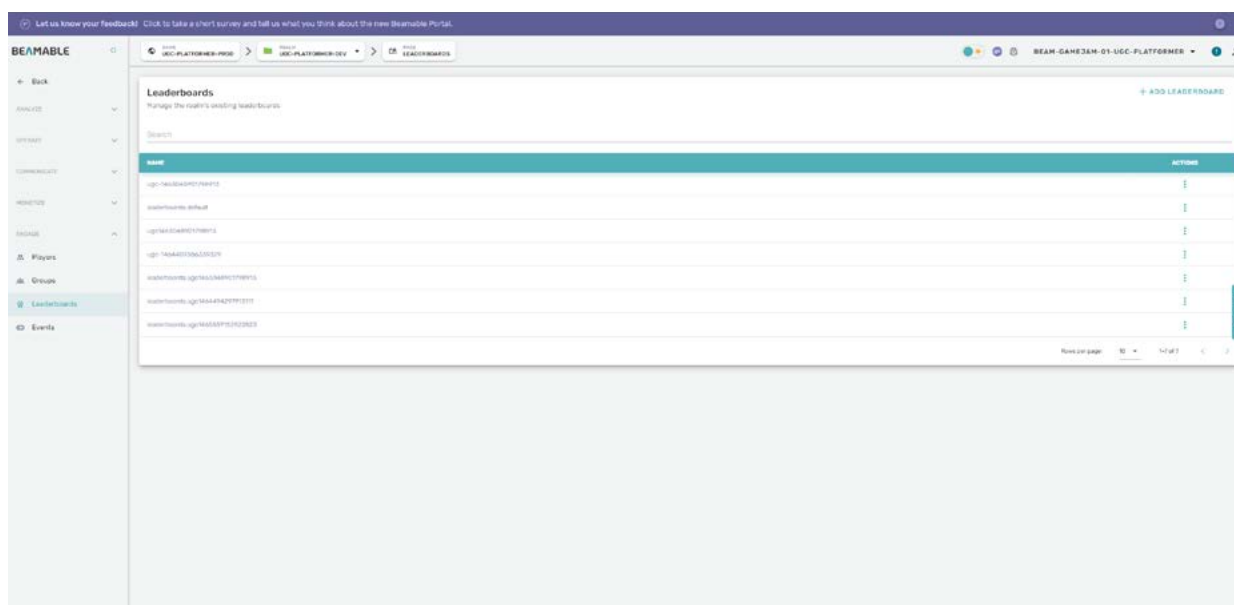 Let us know your feedback! Click to take a short survey and tell us what you think about the new Beamable Portal.
BEAMABLE
UGC-PLATFORMER-PROD
REALM
UGC-PLATFORMER-DEV
PAGE
LEADERBOARDS
BEAM-GAMEJAM-01-UGC-PLATFORMER
Back
ANALYZE
OPERATE
COMMUNICATE
MONETIZE
ENGAGE
Players
Groups
Leaderboards
Events
Leaderboards
Manage the realm's existing leaderboards
+ ADD LEADERBOARD
Search
NAME
ACTIONS
leaderboards.default
Rows per page:
10
1-7 of 7